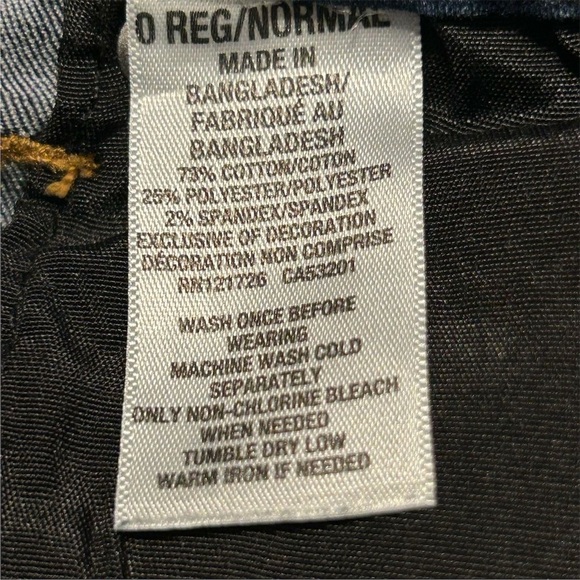 0 REG/NORMAL
MADE IN
BANGLADESH/
FABRIQUÉ AU
BANGLADESH
73% COTTON/COTON
25% POLYESTER/POLYESTER
2% SPANDEX/SPANDEX
EXCLUSIVE OF DECORATION
DÉCORATION NON COMPRISE
RN121726 CA53201
WASH ONCE BEFORE
WEARING
MACHINE WASH COLD
SEPARATELY
ONLY NON-CHLORINE BLEACH
WHEN NEEDED
TUMBLE DRY LOW
WARM IRON IF NEEDED